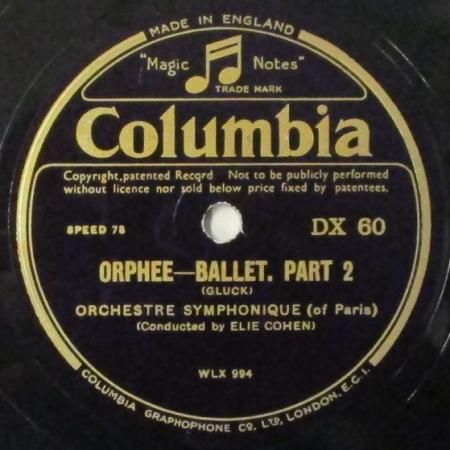 MADE IN ENGLAND
"Magic Notes"
TRADE MARK
Columbia
Copyright, patented Record Not to be publicly performed
without licence nor sold below price fixed by patentees.
SPEED 78
DX 60
ORPHEE—BALLET. PART 2
(GLUCK)
ORCHESTRE SYMPHONIQUE (of Paris)
(Conducted by ELIE COHEN)
WLX 994
COLUMBIA GRAPHOPHONE CO. LTD, LONDON, E.C.1.